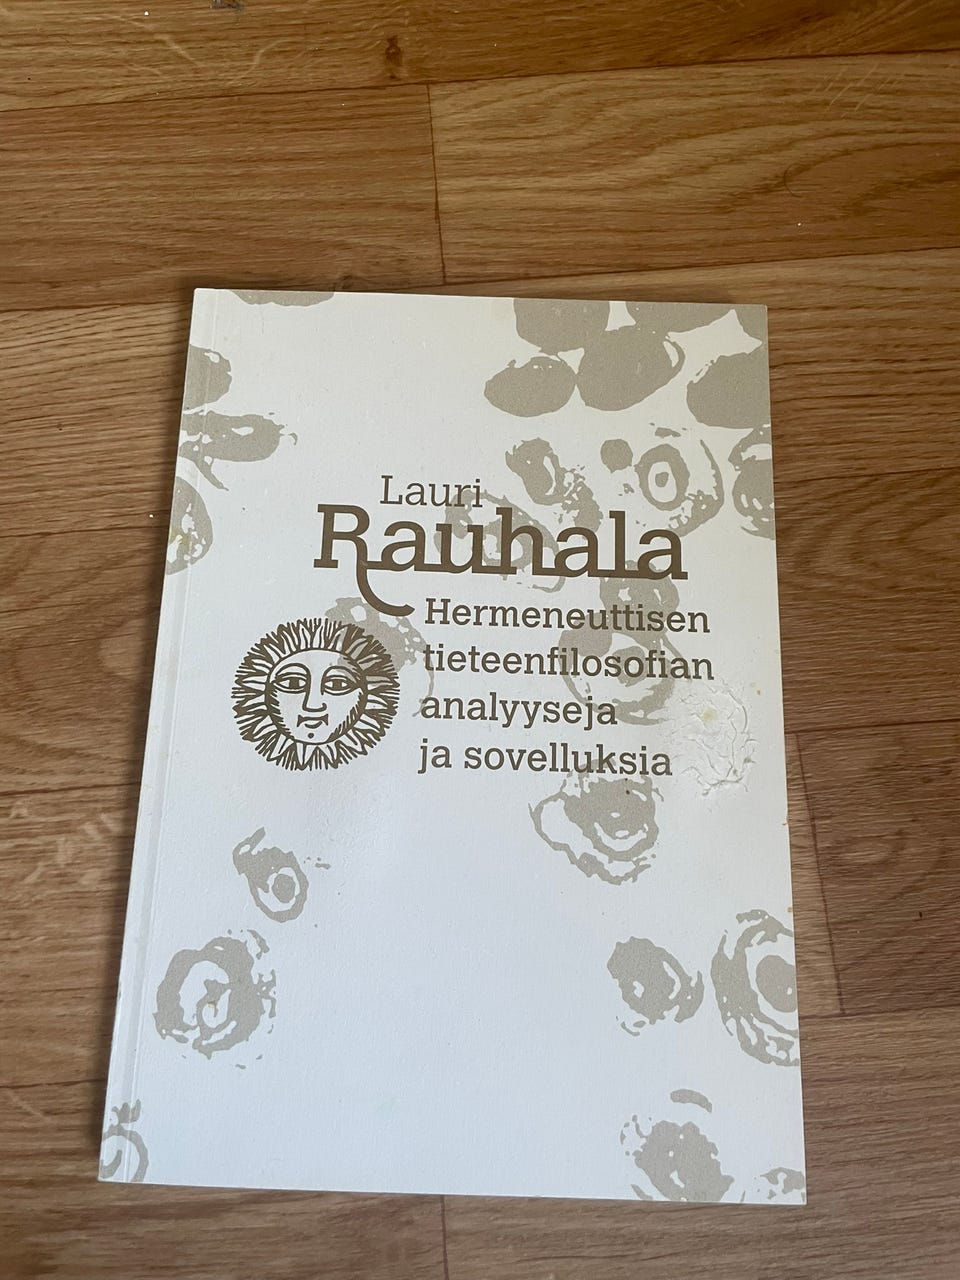 Lauri
Rauhala
Hermeneuttisen
tieteenfilosofian
analyyseja
ja sovelluksia